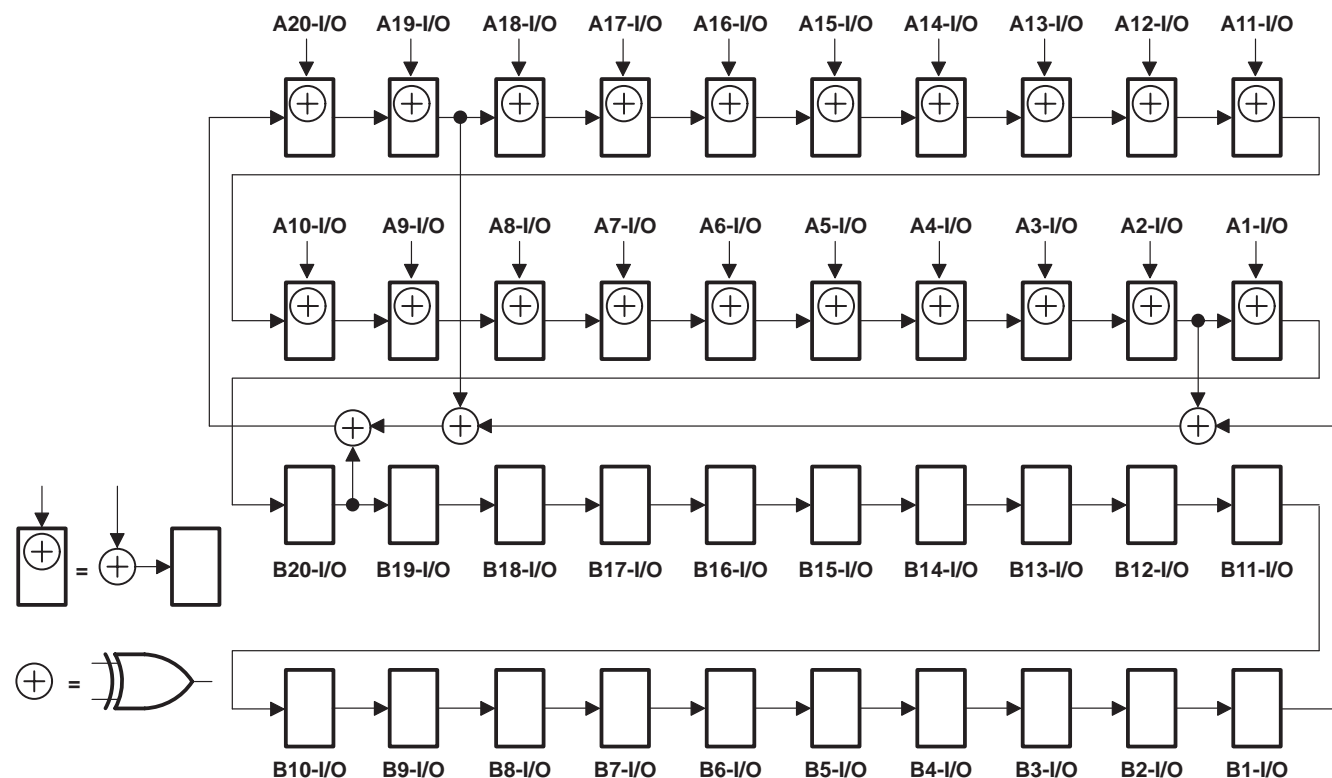 A20-I/O A19-I/O A18-I/O A17-I/O A16-I/O A15-I/O A14-I/O A13-I/O A12-I/O A11-I/O
A10-I/O A9-I/O A8-I/O A7-I/O A6-I/O A5-I/O A4-I/O A3-I/O A2-I/O A1-I/O
B20-I/O B19-I/O B18-I/O B17-I/O B16-I/O B15-I/O B14-I/O B13-I/O B12-I/O B11-I/O
=
=
B10-I/O B9-I/O B8-I/O B7-I/O B6-I/O B5-I/O B4-I/O B3-I/O B2-I/O B1-I/O